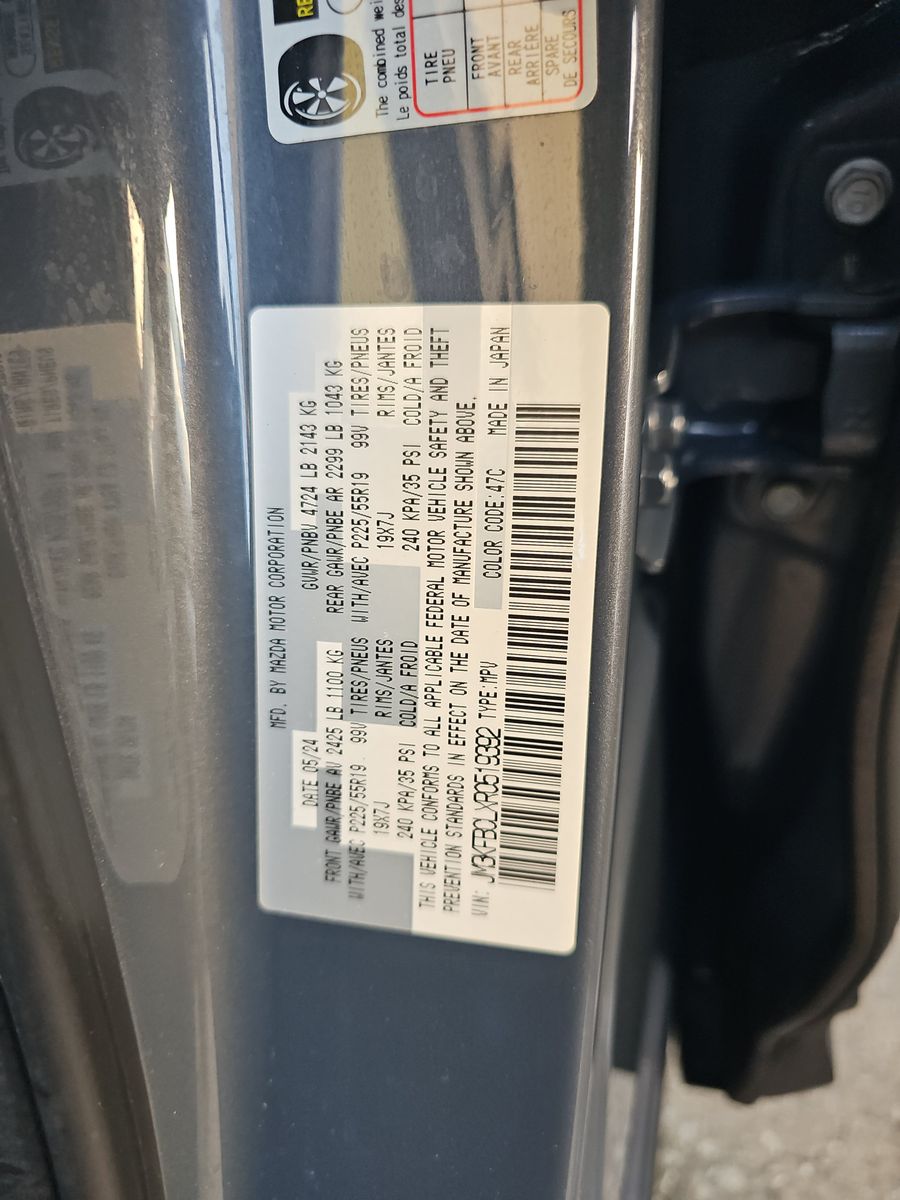 The combined wei
Le poids total des
TIRE
PNEU
FRONT
AVANT
REAR
ARRIÈRE
SPARE
DE SECOURS
MFD. BY MAZDA MOTOR CORPORATION
DATE 05/24 GVWR/PNBV 4724 LB 2143 KG
FRONT GAWR/PNBE AV 2425 LB 1100 KG REAR GAWR/PNBE AR 2299 LB 1043 KG
WITH/AVEC P225/55R19 99V TIRES/PNEUS WITH/AVEC P225/55R19 99V TIRES/PNEUS
19X7J RIMS/JANTES 19X7J RIMS/JANTES
240 KPA/35 PSI COLD/A FROID 240 KPA/35 PSI COLD/A FROID
THIS VEHICLE CONFORMS TO ALL APPLICABLE FEDERAL MOTOR VEHICLE SAFETY AND THEFT
PREVENTION STANDARDS IN EFFECT ON THE DATE OF MANUFACTURE SHOWN ABOVE.
VIN: JM3KFBCLXR0519392 TYPE:MPV COLOR CODE:47C MADE IN JAPAN